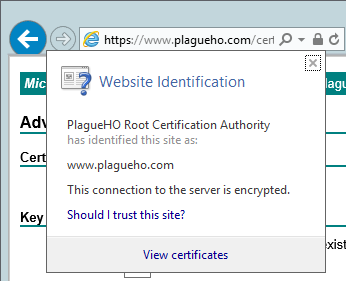 https://www.plagueho.com/cert
Mic
lagu
Website Identification
Adv
PlagueHO Root Certification Authority
has identified this site as:
Cert
www.plagueho.com
This connection to the server is encrypted.
Key
Should I trust this site?
exist
View certificates